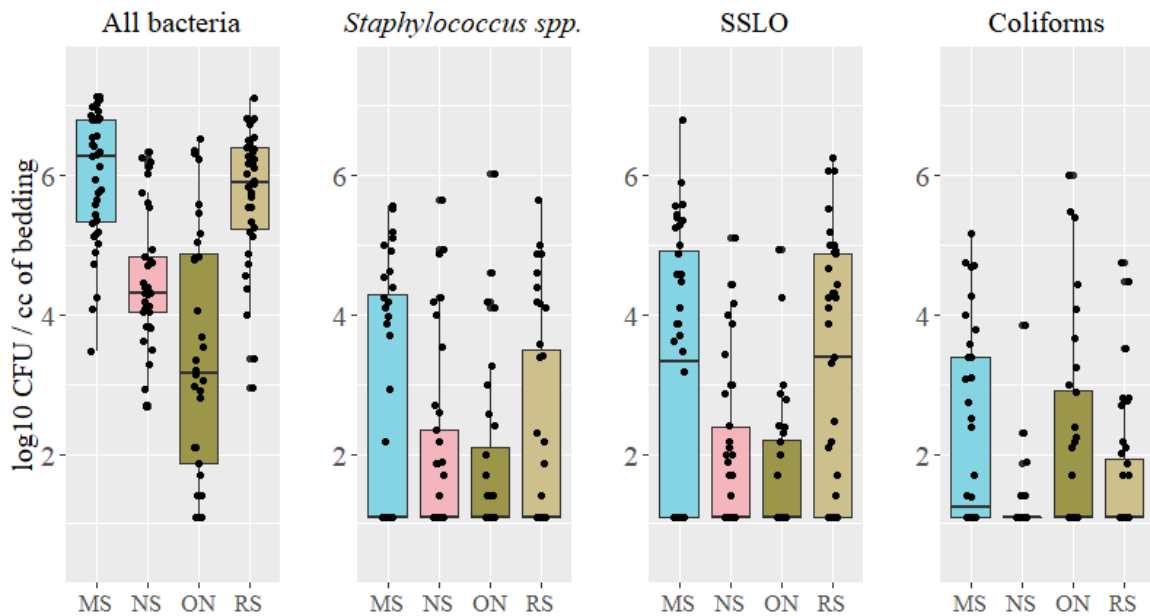 All bacteria
Staphylococcus spp.
SSLO
Coliforms
log10 CFU / cc of bedding
6
4
2
6
4
2
6
4
2
6
4
2
MS NS ON RS
MS NS ON RS
MS NS ON RS
MS NS ON RS